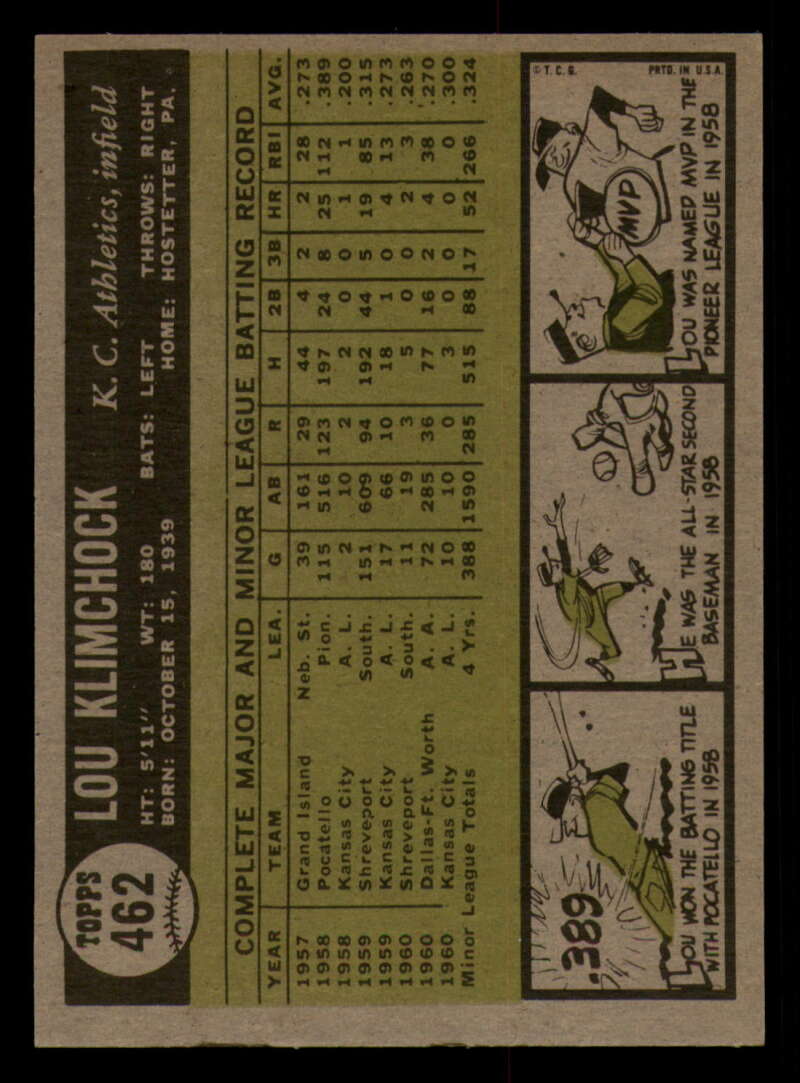 TOPPS
462
LOU KLIMCHOCK K. C. Athletics, infield
HT: 5'11" WT: 180 BATS: LEFT THROWS: RIGHT
BORN: OCTOBER 15, 1939 HOME: HOSTETTER, PA.
COMPLETE MAJOR AND MINOR LEAGUE BATTING RECORD
YEAR TEAM LEA. G AB R H 2B 3B HR RBI AVG.
1957 Grand Island Neb. St. 39 161 29 44 4 2 2 28 .273
1958 Pocatello Pion. 115 516 123 197 24 8 25 112 .389
1958 Kansas City A. L. 2 10 2 2 0 0 1 1 .200
1959 Shreveport South. 151 609 94 192 44 5 19 85 .315
1959 Kansas City A. L. 17 66 10 18 1 0 4 13 .273
1960 Shreveport South. 11 19 3 5 0 0 2 3 .263
1960 Dallas-Ft. Worth A. A. 72 285 36 77 16 2 4 38 .270
1960 Kansas City A. L. 10 10 0 3 0 0 0 0 .300
Minor League Totals 4 Yrs. 388 1590 285 515 88 17 52 266 .324
.389
LOU WON THE BATTING TITLE
WITH POCATELLO IN 1958
HE WAS THE ALL-STAR SECOND
BASEMAN IN 1958
© T. C. G. PRTD. IN U.S.A.
MVP
LOU WAS NAMED MVP IN THE
PIONEER LEAGUE IN 1958